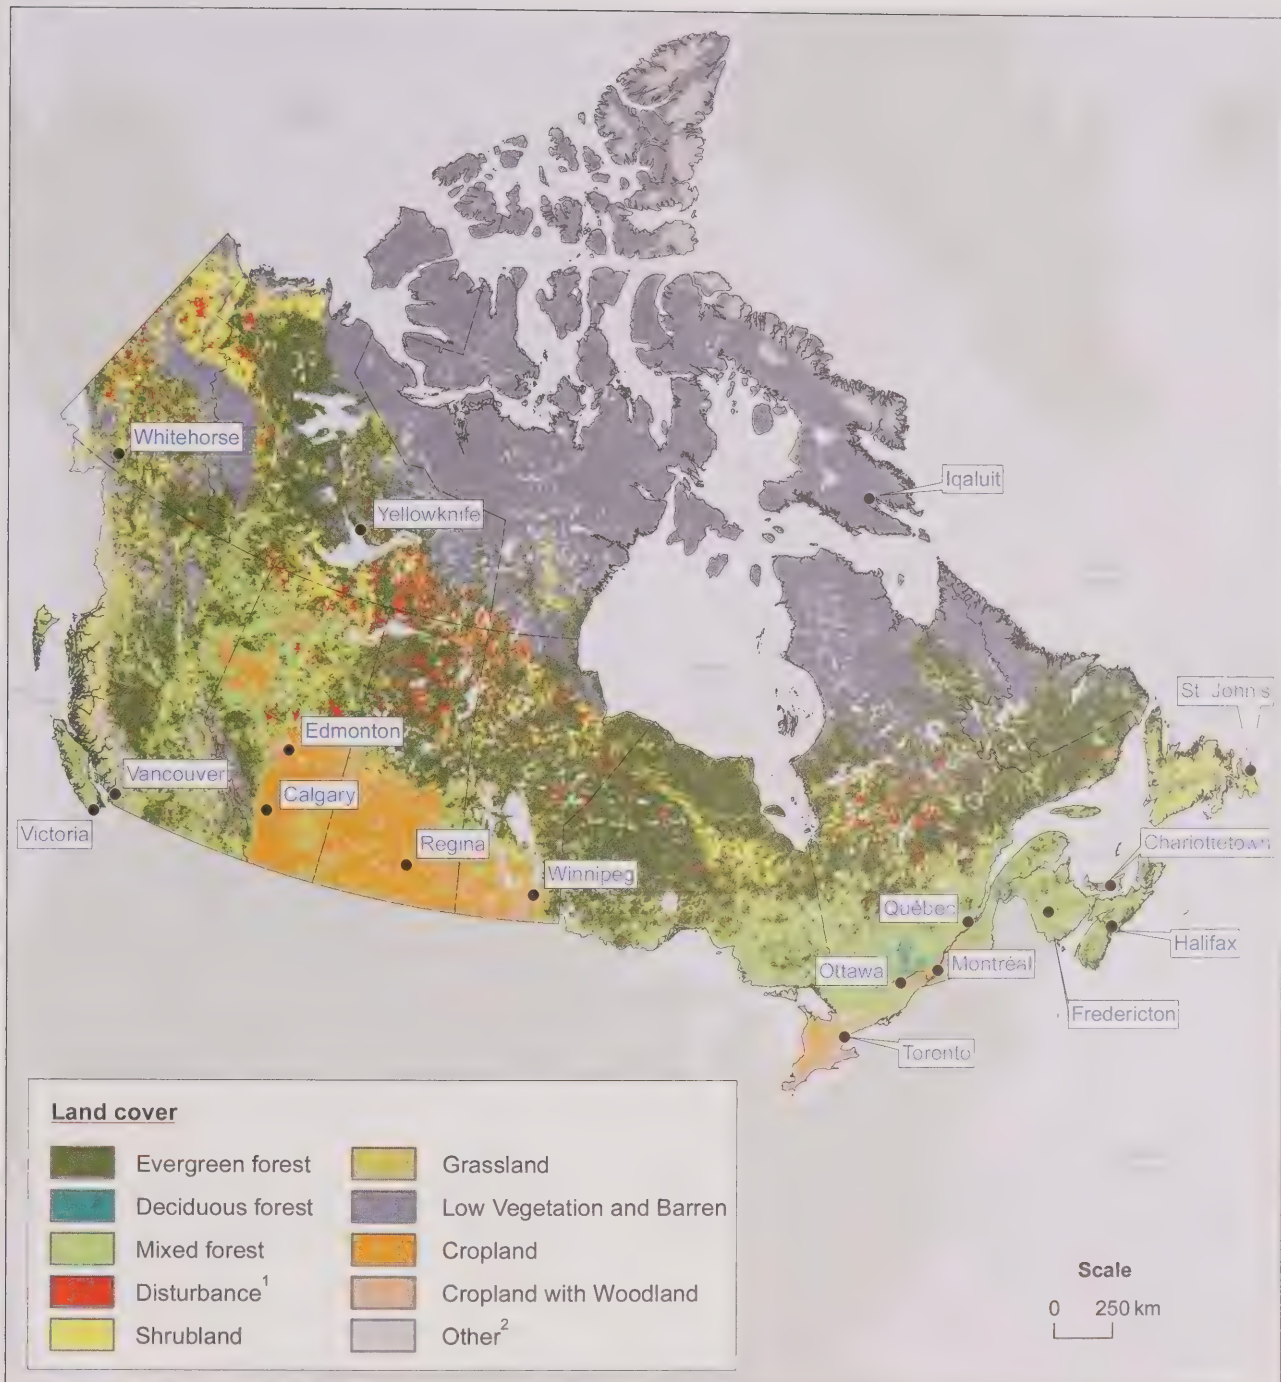 Whitehorse
Iqaluit
Yellowknife
St. John's
Edmonton
Vancouver
Calgary
Victoria
Charlottetown
Regina
Winnipeg
Québec
Halifax
Ottawa
Montréal
Fredericton
Toronto
Land cover
Evergreen forest
Deciduous forest
Mixed forest
Disturbance1
Shrubland
Grassland
Low Vegetation and Barren
Cropland
Cropland with Woodland
Other2
Scale
0 250 km